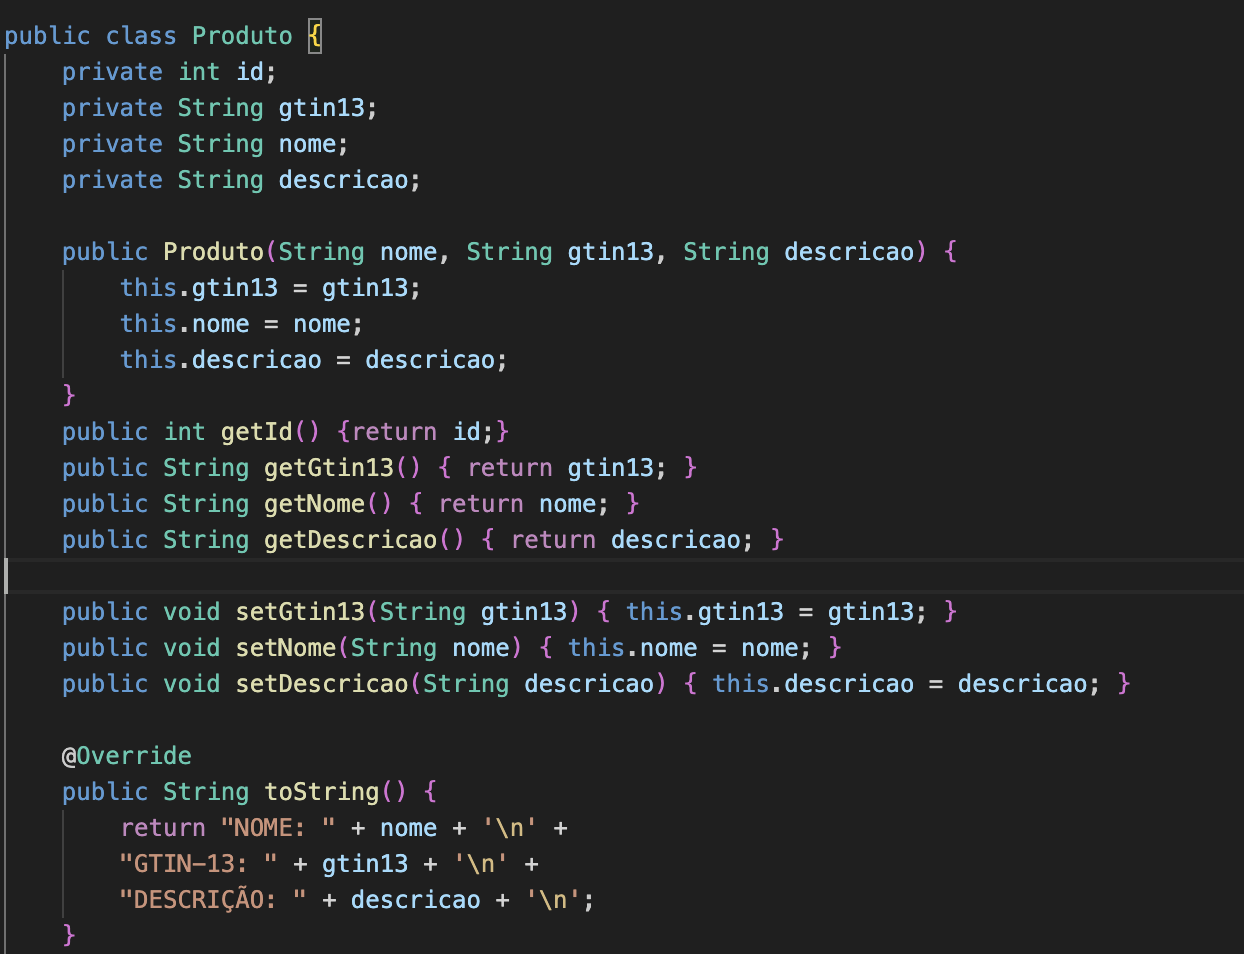 public class Produto {
    private int id;
    private String gtin13;
    private String nome;
    private String descricao;

    public Produto(String nome, String gtin13, String descricao) {
        this.gtin13 = gtin13;
        this.nome = nome;
        this.descricao = descricao;
    }
    public int getId() {return id;}
    public String getGtin13() { return gtin13; }
    public String getNome() { return nome; }
    public String getDescricao() { return descricao; }

    public void setGtin13(String gtin13) { this.gtin13 = gtin13; }
    public void setNome(String nome) { this.nome = nome; }
    public void setDescricao(String descricao) { this.descricao = descricao; }

    @Override
    public String toString() {
        return "NOME: " + nome + '\n' +
        "GTIN-13: " + gtin13 + '\n' +
        "DESCRIÇÃO: " + descricao + '\n';
    }